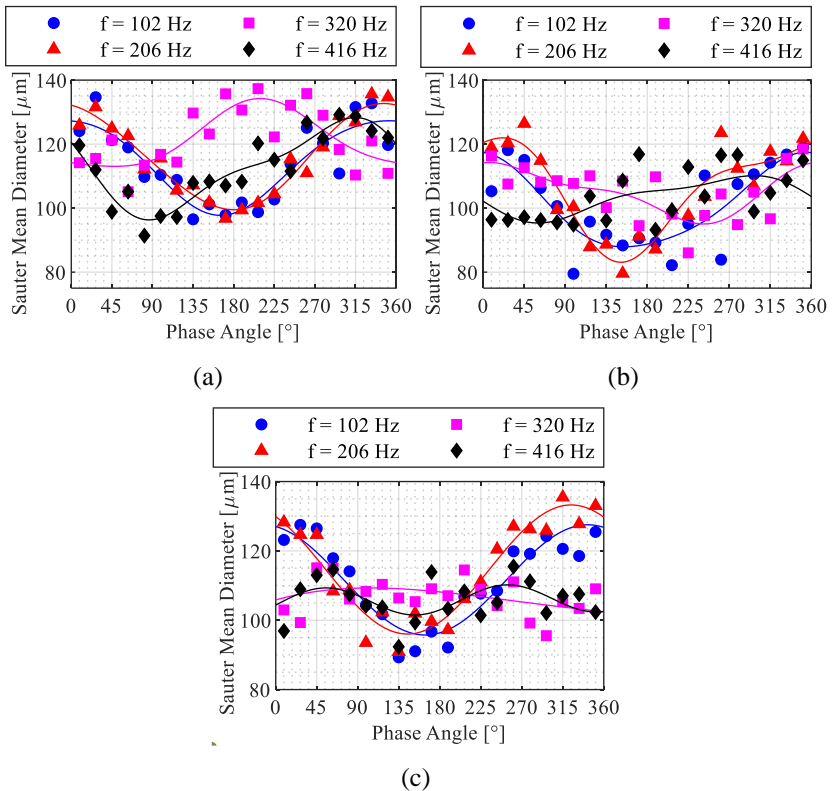 f = 102 Hz f = 320 Hz
f = 206 Hz f = 416 Hz
140
120
100
80
Sauter Mean Diameter [μm]
0 45 90 135 180 225 270 315 360
Phase Angle [°]
(a)
f = 102 Hz f = 320 Hz
f = 206 Hz f = 416 Hz
140
120
100
80
Sauter Mean Diameter [μm]
0 45 90 135 180 225 270 315 360
Phase Angle [°]
(b)
f = 102 Hz f = 320 Hz
f = 206 Hz f = 416 Hz
140
120
100
80
Sauter Mean Diameter [μm]
0 45 90 135 180 225 270 315 360
Phase Angle [°]
(c)